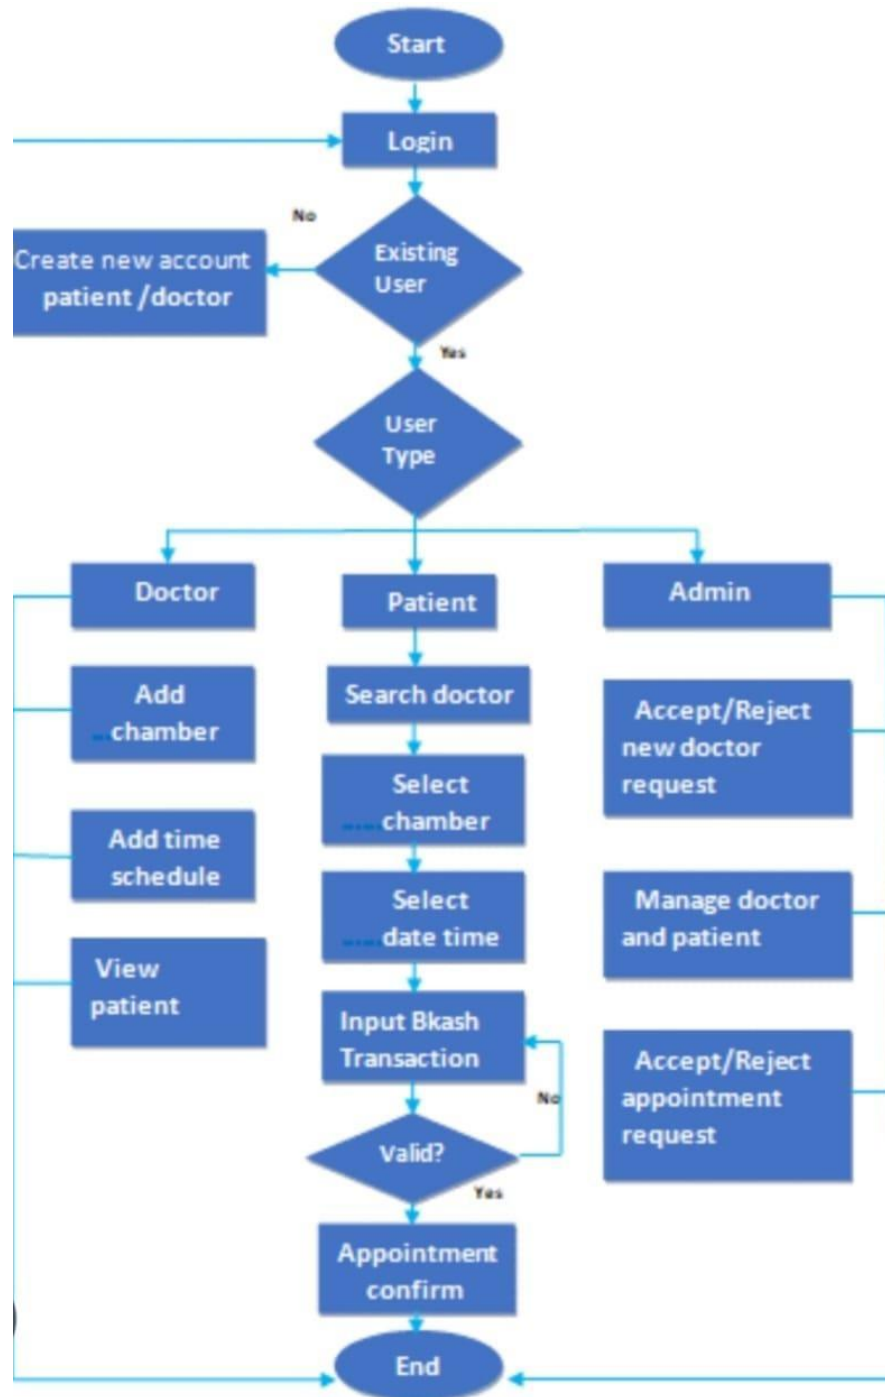 Start
Login
No
Existing
User
Create new account
patient /doctor
Yes
User
Type
Doctor
Patient
Admin
Add
....chamber
Search doctor
Accept/Reject
new doctor
request
Select
......chamber
Add time
schedule
Select
......date time
Manage doctor
and patient
View
patient
Input Bkash
Transaction
No
Accept/Reject
appointment
request
Valid?
Yes
Appointment
confirm
End